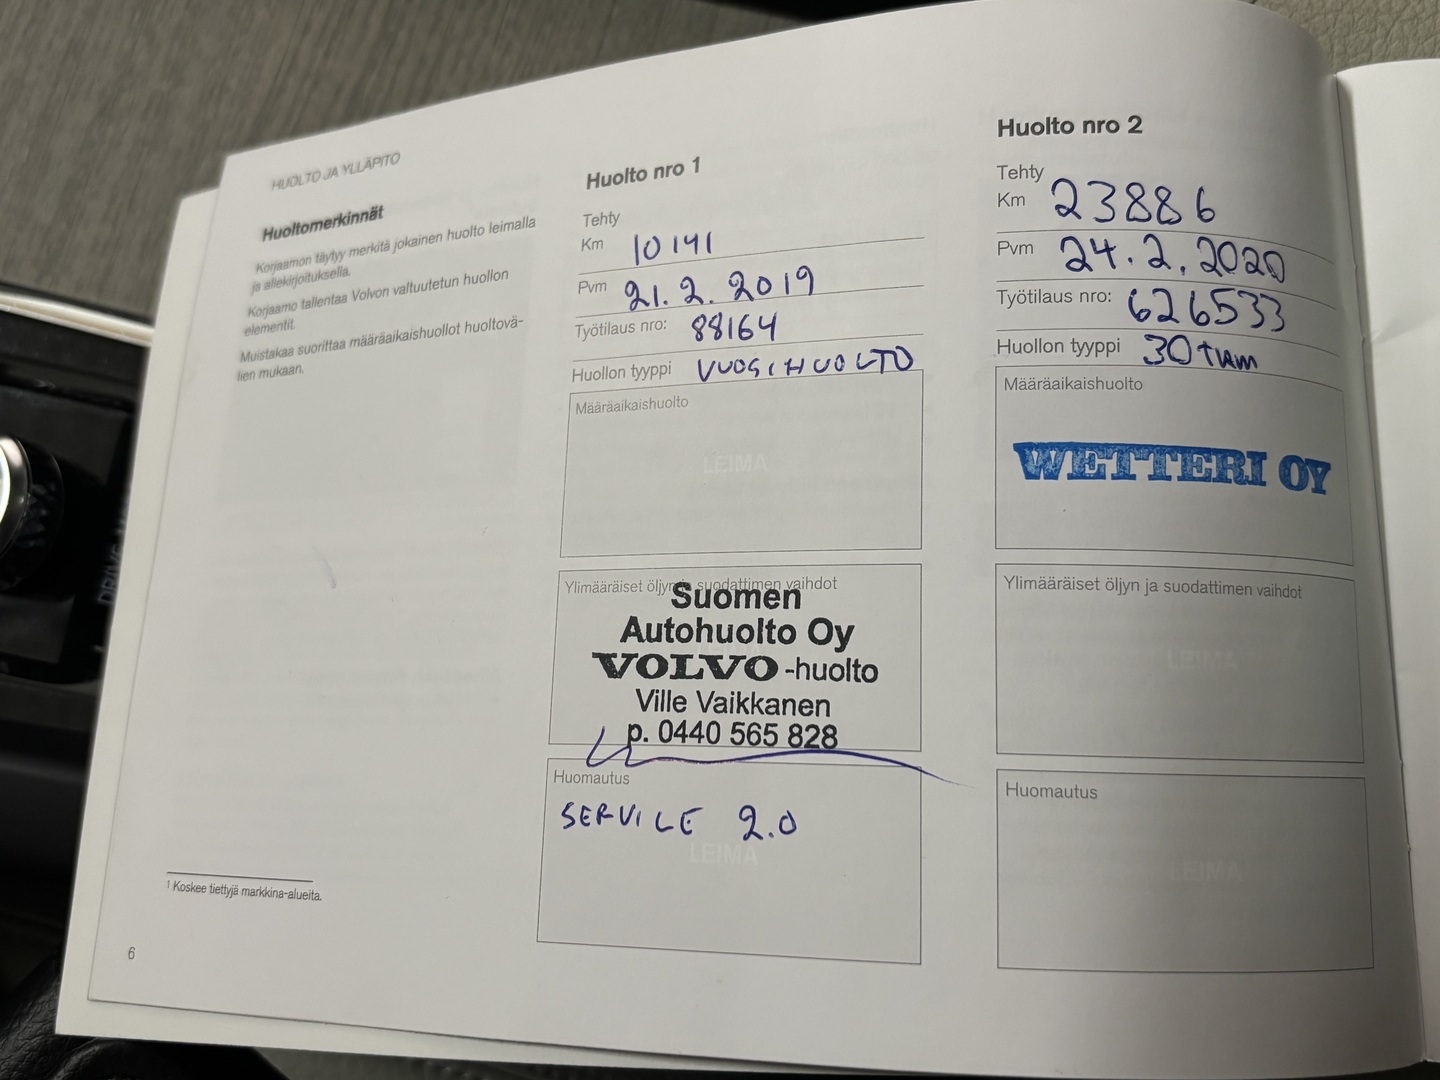 HUOLTO JA YLLÄPITO
Huoltomerkinnät
Korjaamon täytyy merkitä jokainen huolto leimalla
ja allekirjoituksella.
Korjaamo tallentaa Volvon valtuutetun huollon
elementit.
Muistakaa suorittaa määräaikaishuollot huoltovä-
lien mukaan.
1 Koskee tiettyjä markkina-alueita.
6
Huolto nro 1
Tehty
Km 10141
Pvm 21.2.2019
Työtilaus nro: 88164
Huollon tyyppi VUOSIHUOLTO
Määräaikaishuolto
LEIMA
Ylimääräiset öljyn ja suodattimen vaihdot
Suomen
Autohuolto Oy
VOLVO -huolto
Ville Vaikkanen
p. 0440 565 828
Huomautus
SERVICE 2.0
LEIMA
Huolto nro 2
Tehty
Km 23886
Pvm 24.2.2020
Työtilaus nro: 626533
Huollon tyyppi 30 tkm
Määräaikaishuolto
WETTERI OY
Ylimääräiset öljyn ja suodattimen vaihdot
LEIMA
Huomautus
LEIMA